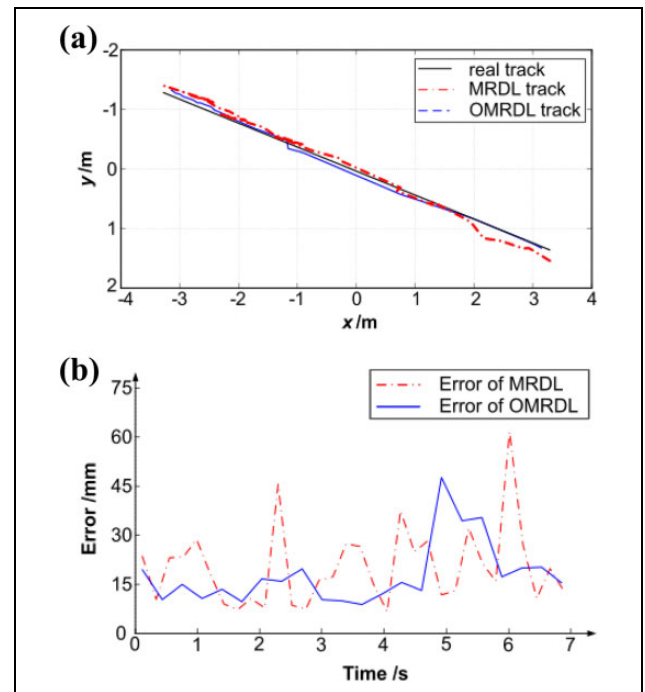 (a)
-2
-1
0
1
2
y/m
real track
MRDL track
OMRDL track
-4 -3 -2 -1 0 1 2 3 4
x/m
(b)
75
60
45
30
15
0
Error /mm
Error of MRDL
Error of OMRDL
0 1 2 3 4 5 6 7
Time /s